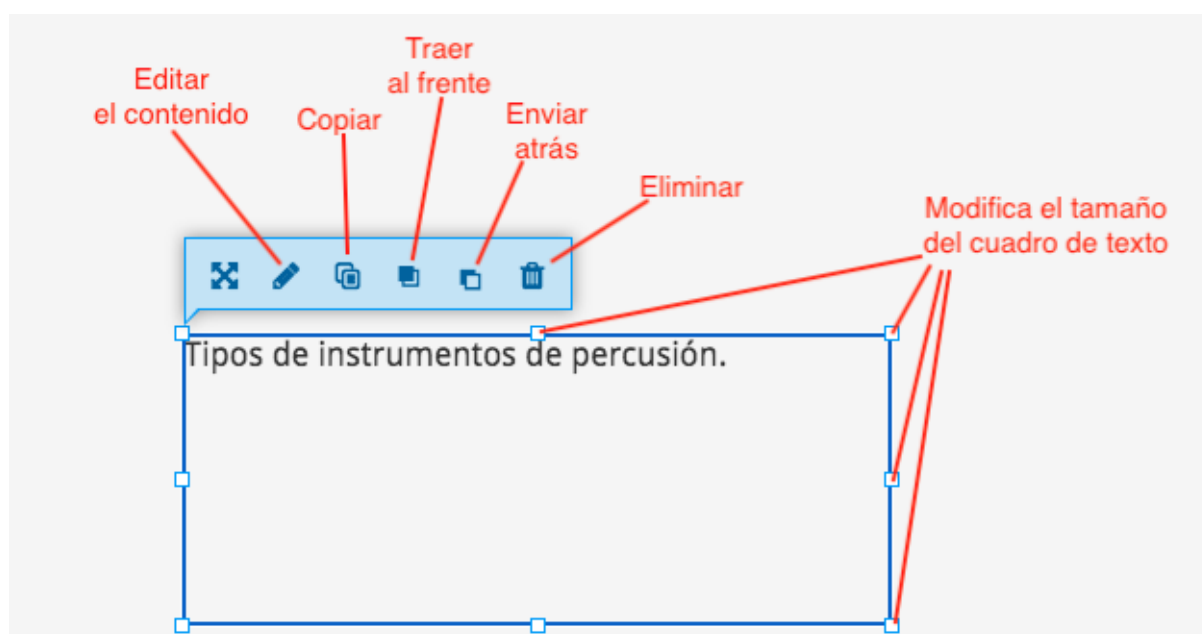 Traer
al frente
Editar
el contenido
Copiar
Enviar
atrás
Eliminar
Modifica el tamaño
del cuadro de texto
Tipos de instrumentos de percusión.